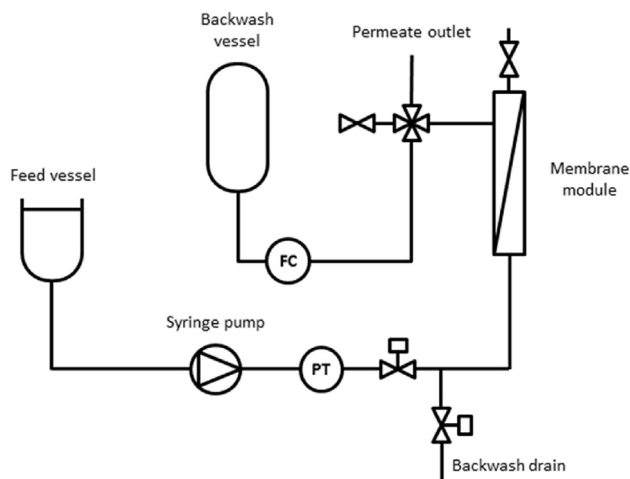 Backwash
vessel
Permeate outlet
Feed vessel
Membrane
module
FC
Syringe pump
PT
Backwash drain